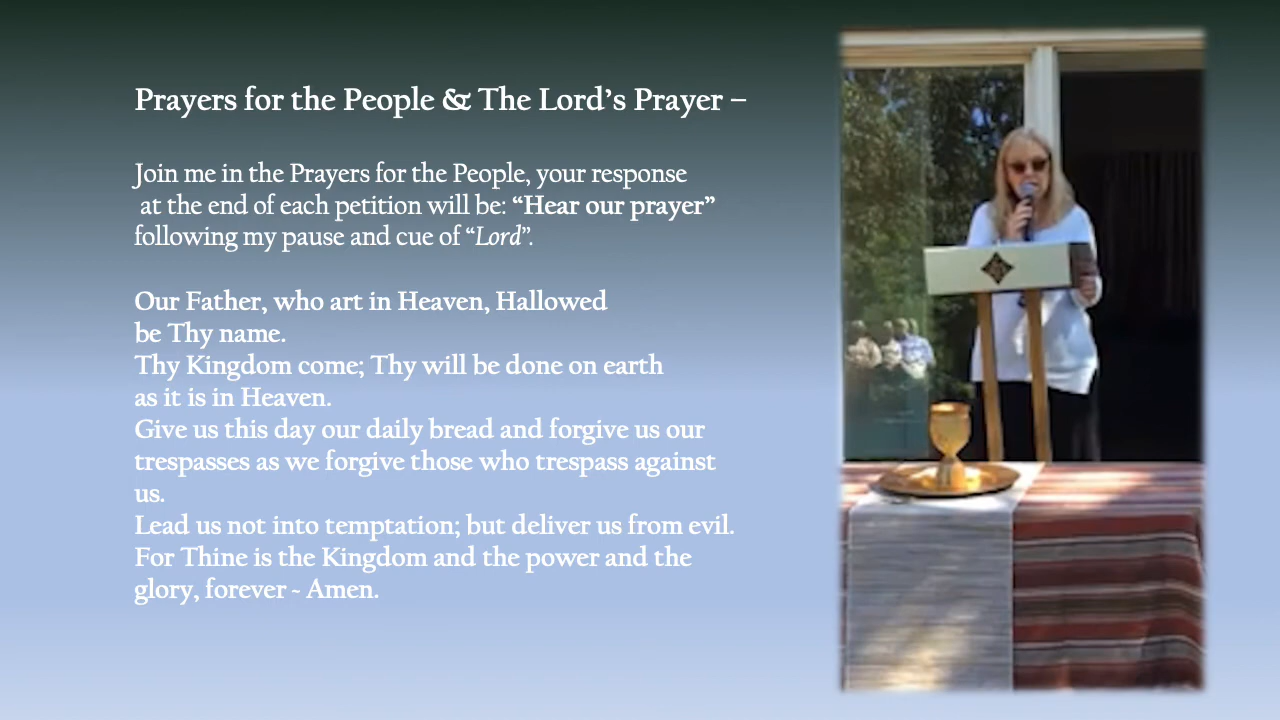 Prayers for the People & The Lord’s Prayer –
Join me in the Prayers for the People, your response
at the end of each petition will be: “Hear our prayer”
following my pause and cue of “Lord”.
Our Father, who art in Heaven, Hallowed
be Thy name.
Thy Kingdom come; Thy will be done on earth
as it is in Heaven.
Give us this day our daily bread and forgive us our
trespasses as we forgive those who trespass against
us.
Lead us not into temptation; but deliver us from evil.
For Thine is the Kingdom and the power and the
glory, forever ~ Amen.